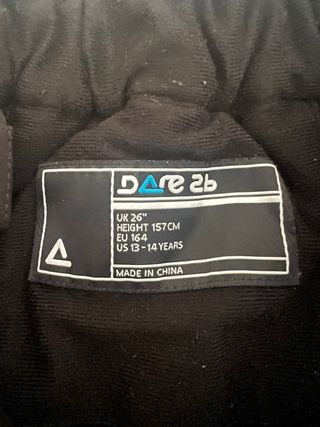 DARe 2b
UK 26"
HEIGHT 157CM
EU 164
US 13-14 YEARS
MADE IN CHINA